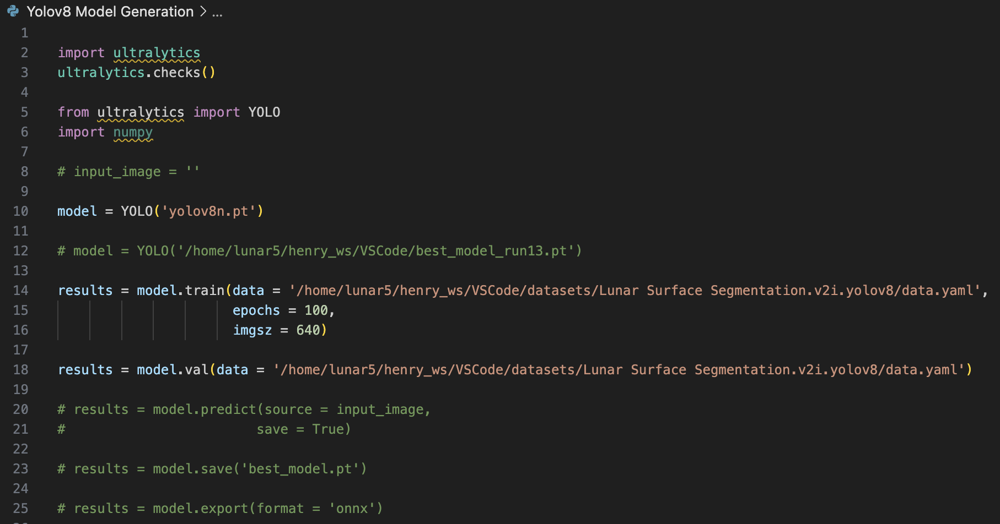 Yolov8 Model Generation > ...
1
2 import ultralytics
3 ultralytics.checks()
4
5 from ultralytics import YOLO
6 import numpy
7
8 # input_image = ''
9
10 model = YOLO('yolov8n.pt')
11
12 # model = YOLO('/home/lunar5/henry_ws/VSCode/best_model_run13.pt')
13
14 results = model.train(data = '/home/lunar5/henry_ws/VSCode/datasets/Lunar Surface Segmentation.v2i.yolov8/data.yaml',
15                       epochs = 100,
16                       imgsz = 640)
17
18 results = model.val(data = '/home/lunar5/henry_ws/VSCode/datasets/Lunar Surface Segmentation.v2i.yolov8/data.yaml')
19
20 # results = model.predict(source = input_image,
21 #                        save = True)
22
23 # results = model.save('best_model.pt')
24
25 # results = model.export(format = 'onnx')